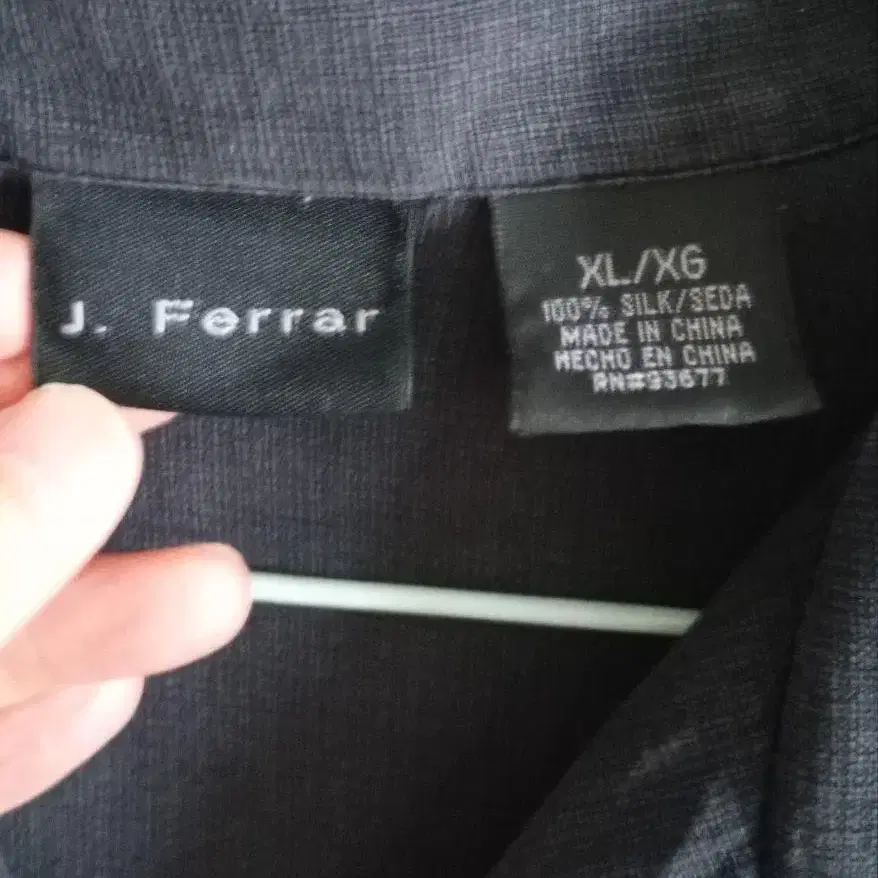 J. Ferrar
XL/XG
100% SILK/SEDA
MADE IN CHINA
HECHO EN CHINA
RN#93677